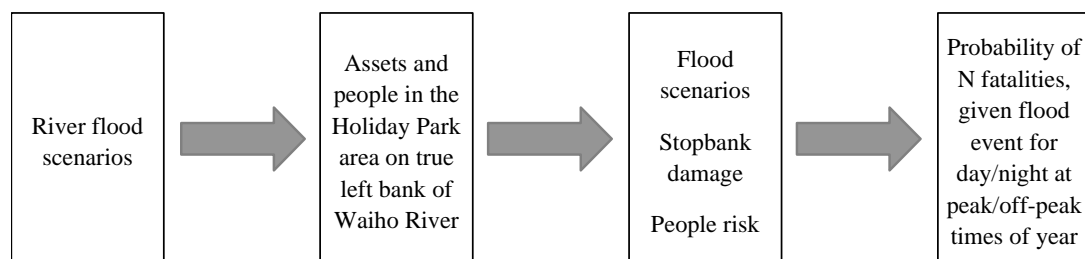 River flood
scenarios
Assets and
people in the
Holiday Park
area on true
left bank of
Waiho River
Flood
scenarios
Stopbank
damage
People risk
Probability of
N fatalities,
given flood
event for
day/night at
peak/off-peak
times of year